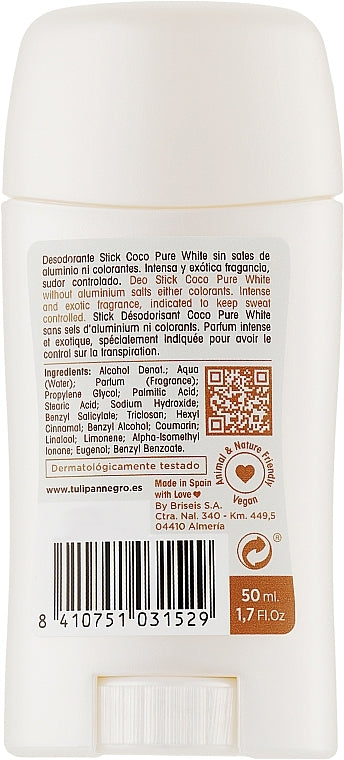 Desodorante Stick Coco Pure White sin sales de
aluminio ni colorantes. Intensa y exótica fragancia,
sudor controlado. Deo Stick Coco Pure White
without aluminium salts either colorants. Intense
and exotic fragrance, indicated to keep sweat
controlled. Stick Désodorisant Coco Pure White
sans sels d'aluminium ni colorants. Parfum intense
et exotique, spécialement indiquée pour avoir le
control sur la transpiration.
Ingredients: Alcohol Denat.; Aqua
(Water); Parfum (Fragrance);
Propylene Glycol; Palmitic Acid;
Stearic Acid; Sodium Hydroxide;
Benzyl Salicylate; Triclosan; Hexyl
Cinnamal; Benzyl Alcohol; Coumarin;
Linalool; Limonene; Alpha-Isomethyl
Ionone; Eugenol; Benzyl Benzoate.
Dermatológicamente testado
www.tulipannegro.es
Animal & Nature Friendly
Vegan
Made in Spain
with Love
By Briseis S.A.
Ctra. Nal. 340 - Km. 449,5
04410 Almería
®
50 ml.
1,7 Fl.Oz
8 410751 031529